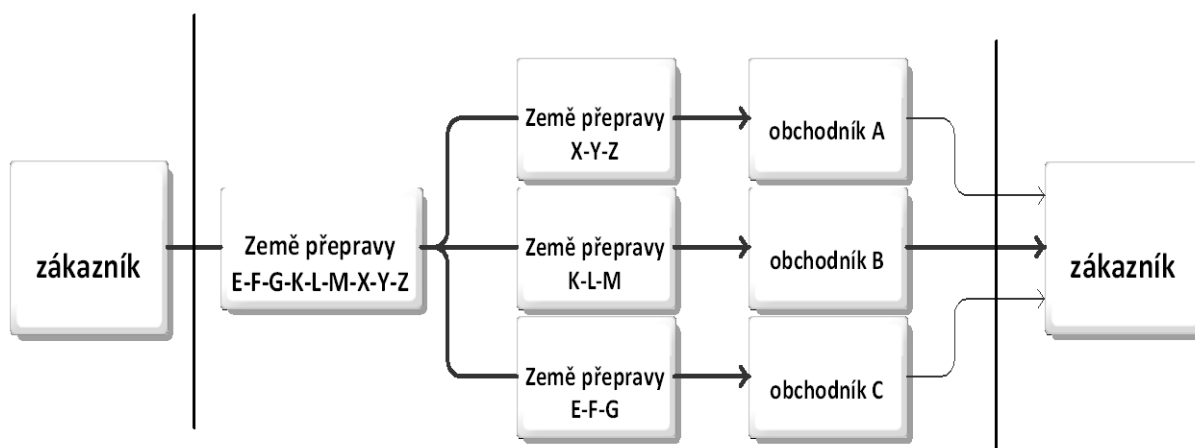 zákazník
Země přepravy
E-F-G-K-L-M-X-Y-Z
Země přepravy
X-Y-Z
Země přepravy
K-L-M
Země přepravy
E-F-G
obchodník A
obchodník B
obchodník C
zákazník